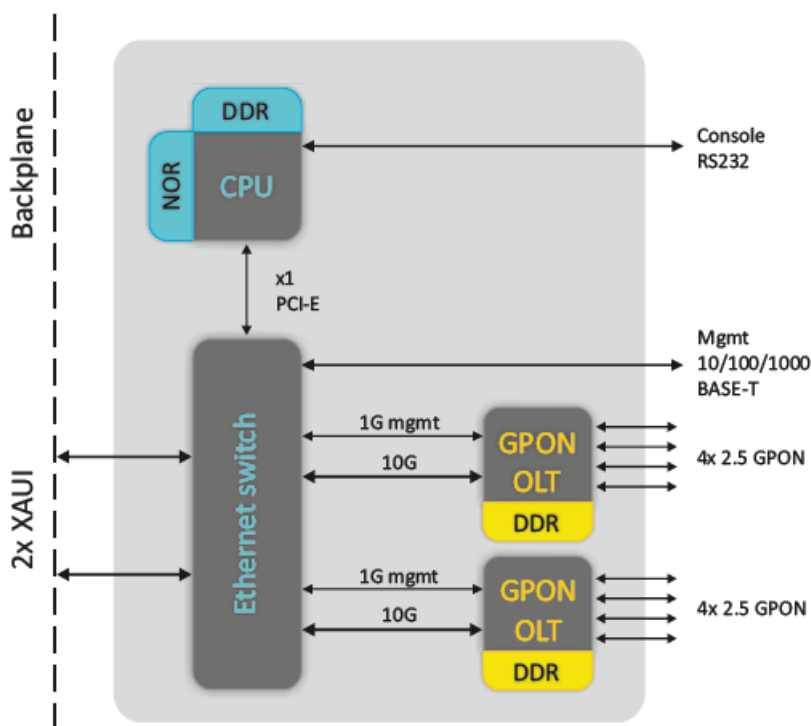 Backplane
2x XAUI
DDR
NOR
CPU
Console
RS232
x1
PCI-E
Mgmt
10/100/1000
BASE-T
Ethernet switch
1G mgmt
10G
GPON
OLT
DDR
4x 2.5 GPON
1G mgmt
10G
GPON
OLT
DDR
4x 2.5 GPON